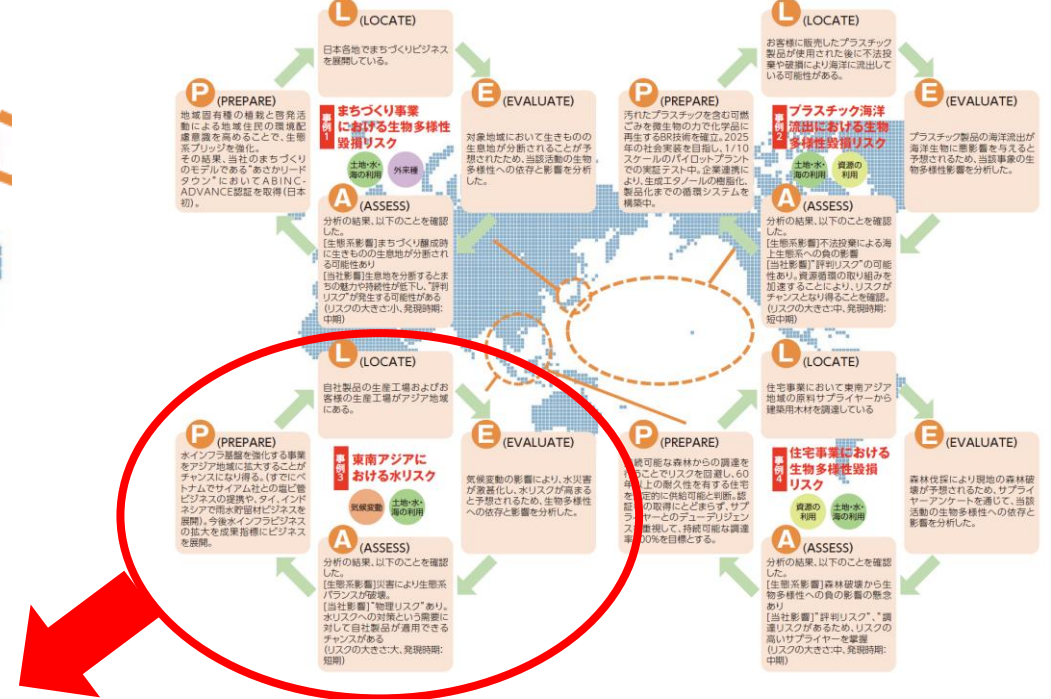 L (LOCATE)
日本各地でまちづくりビジネス
を展開している。
P (PREPARE)
地域固有種の植栽と啓発活
動による地域住民の環境配
慮意識を高めることで、生態
系ブリッジを強化。
その結果、当社のまちづくり
のモデルである"あさかリード
タウン"においてABINC-
ADVANCE認証を取得(日本
初)。
事例1
まちづくり事業
における生物多様性
毀損リスク
土地・水・
海の利用
外来種
E (EVALUATE)
対象地域において生きものの
生息地が分断されることが予
想されたため、当該活動の生物
多様性への依存と影響を分析
した。
A (ASSESS)
分析の結果、以下のことを確認
した。
[生態系影響]まちづくり醸成時
に生きものの生息地が分断され
る可能性あり
[当社影響]生息地を分断するとま
ちの魅力や持続性が低下し、"評判
リスク"が発生する可能性がある
(リスクの大きさ:小、発現時期:
中期)
L (LOCATE)
お客様に販売したプラスチック
製品が使用された後に不法投
棄や破損により海洋に流出して
いる可能性がある。
P (PREPARE)
汚れたプラスチックを含む可燃
ごみを微生物の力で化学品に
再生するBR技術を確立。2025
年の社会実装を目指し、1/10
スケールのパイロットプラント
での実証テスト中。企業連携に
より、生成エタノールの樹脂化、
製品化までの循環システムを
構築中。
事例2
プラスチック海洋
流出における生物
多様性毀損リスク
土地・水・
海の利用
資源の
利用
E (EVALUATE)
プラスチック製品の海洋流出が
海洋生物に悪影響を与えると
予想されたため、当該事象の生
物多様性影響を分析した。
A (ASSESS)
分析の結果、以下のことを確認
した。
[生態系影響]不法投棄による海
上生態系への負の影響
[当社影響]"評判リスク"の可能
性あり。資源循環の取り組みを
加速することにより、リスクが
チャンスとなり得ることを確認。
(リスクの大きさ:中、発現時期:
短中期)
L (LOCATE)
自社製品の生産工場およびお
客様の生産工場がアジア地域
にある。
P (PREPARE)
水インフラ基盤を強化する事業
をアジア地域に拡大することが
チャンスになり得る。(すでにベ
トナムでサイアム社との塩ビ管
ビジネスの提携や、タイ、インド
ネシアで雨水貯留材ビジネスを
展開)。今後水インフラビジネス
の拡大を成果指標にビジネス
を展開。
事例3
東南アジアに
おける水リスク
気候変動
土地・水・
海の利用
E (EVALUATE)
気候変動の影響により、水災害
が激甚化し、水リスクが高まる
と予想されるため、生物多様性
への依存と影響を分析した。
A (ASSESS)
分析の結果、以下のことを確認
した。
[生態系影響]災害により生態系
バランスが破壊。
[当社影響]"物理リスク"あり。
水リスクへの対策という需要に
対して自社製品が適用できる
チャンスがある
(リスクの大きさ:大、発現時期:
短期)
L (LOCATE)
住宅事業において東南アジア
地域の原料サプライヤーから
建築用木材を調達している
P (PREPARE)
続可能な森林からの調達を
うことでリスクを回避し、60
年以上の耐久性を有する住宅
を定的に供給可能と判断。認
証の取得にとどまらず、サプ
ライヤーとのデューデリジェン
スを重視して、持続可能な調達
率100%を目標とする。
事例4
住宅事業における
生物多様性毀損
リスク
資源の
利用
土地・水・
海の利用
E (EVALUATE)
森林伐採により現地の森林破
壊が予想されるため、サプライ
ヤーアンケートを通じて、当該
活動の生物多様性への依存と
影響を分析した。
A (ASSESS)
分析の結果、以下のことを確認
した。
[生態系影響]森林破壊から生
物多様性への負の影響の懸念
あり
[当社影響]"評判リスク"、"調
達リスク"があるため、リスクの
高いサプライヤーを掌握
(リスクの大きさ:中、発現時期:
中期)